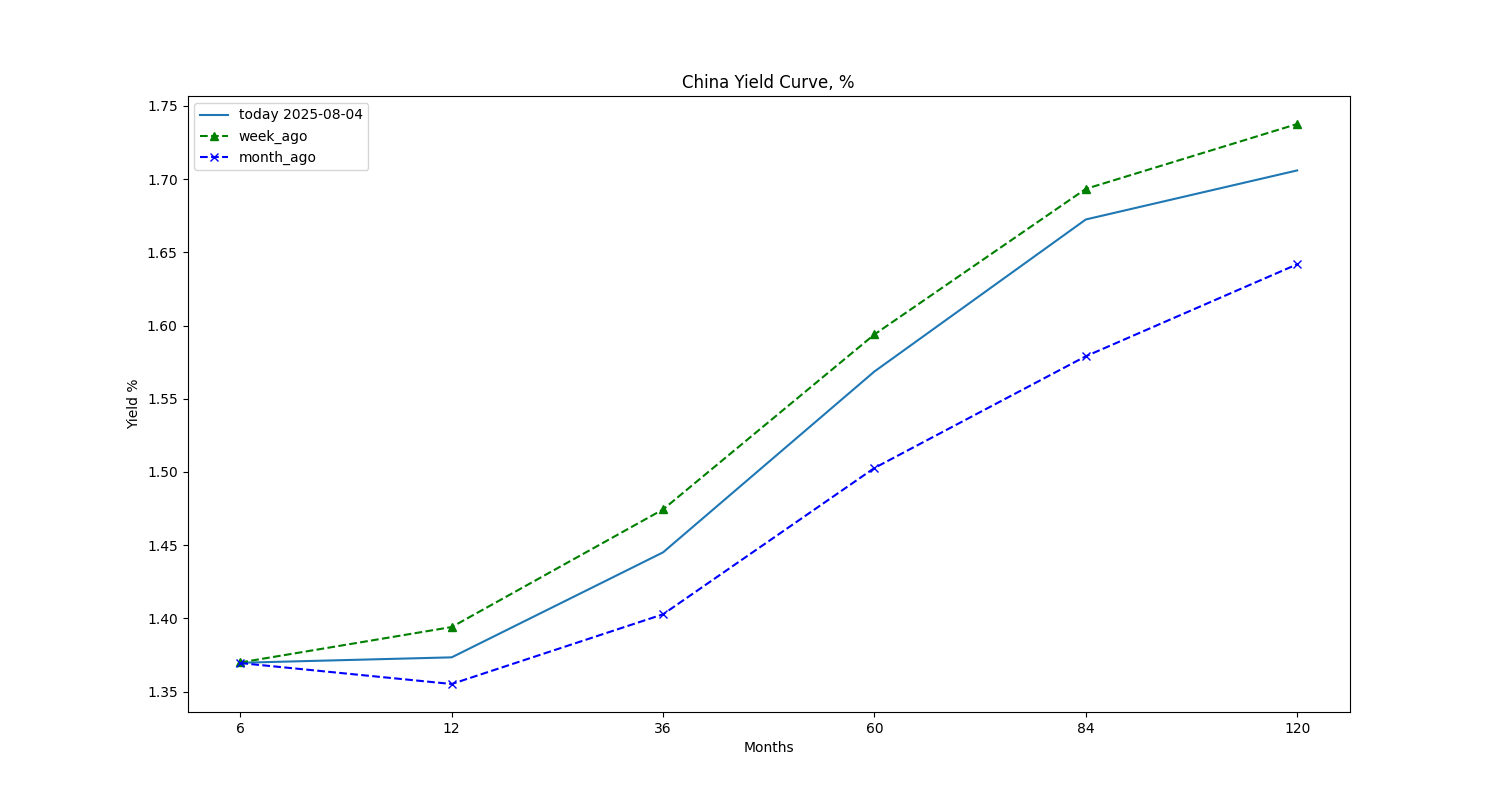 China Yield Curve, %
today 2025-08-04
week_ago
month_ago
Yield %
1.75
1.70
1.65
1.60
1.55
1.50
1.45
1.40
1.35
6 12 36 60 84 120
Months